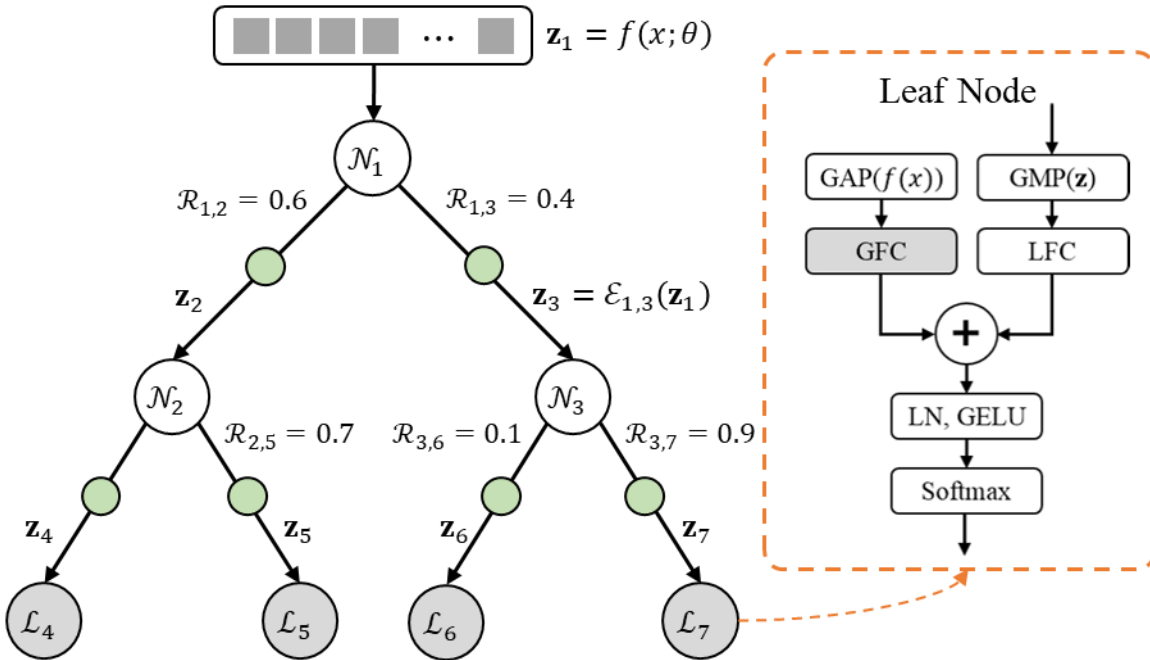 … 𝐳₁ = 𝑓(𝑥; 𝜃)
𝒩₁
ℛ₁,₂ = 0.6
ℛ₁,₃ = 0.4
𝐳₂
𝐳₃ = ℰ₁,₃(𝐳₁)
𝒩₂
𝒩₃
ℛ₂,₅ = 0.7
ℛ₃,₆ = 0.1
ℛ₃,₇ = 0.9
𝐳₄
𝐳₅
𝐳₆
𝐳₇
ℒ₄
ℒ₅
ℒ₆
ℒ₇
Leaf Node
GAP(𝑓(𝑥))
GMP(𝐳)
GFC
LFC
+
LN, GELU
Softmax